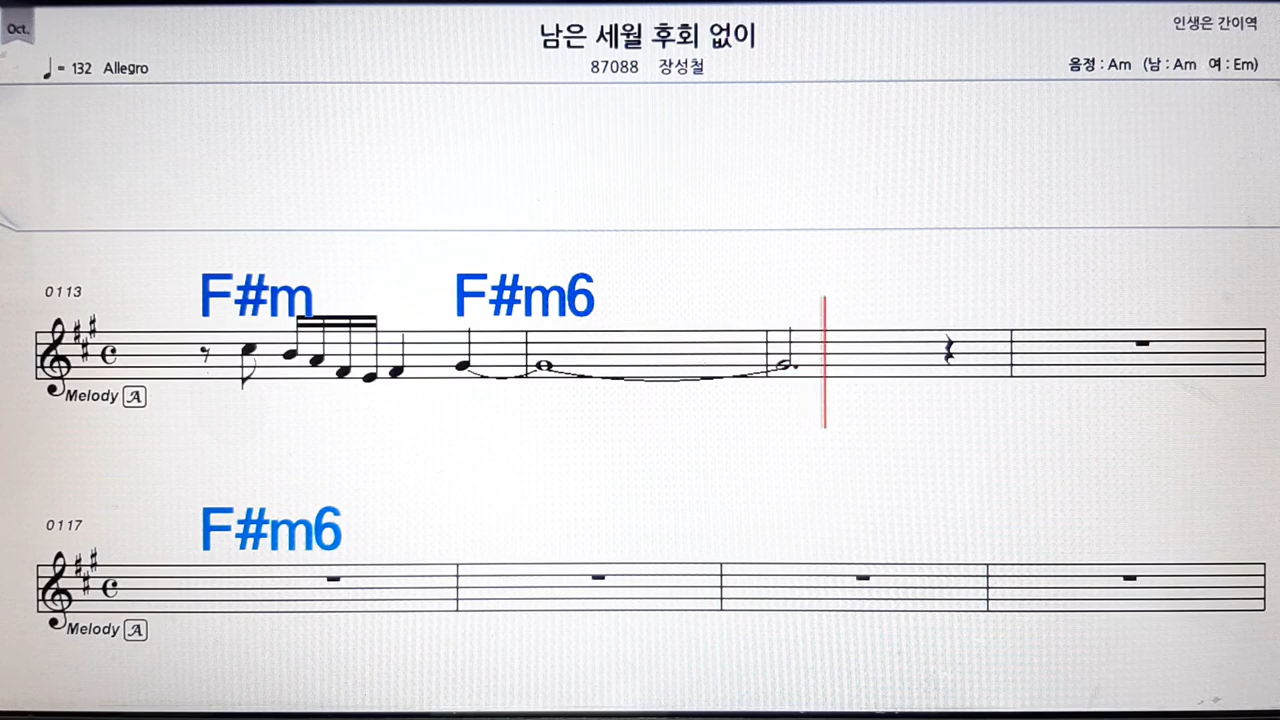 Oct.
남은 세월 후회 없이
인생은 간이역
♩= 132 Allegro
87088 장성철
음정 : Am (남 : Am 여 : Em)
0113
F#m F#m6
Melody A
0117
F#m6
Melody A